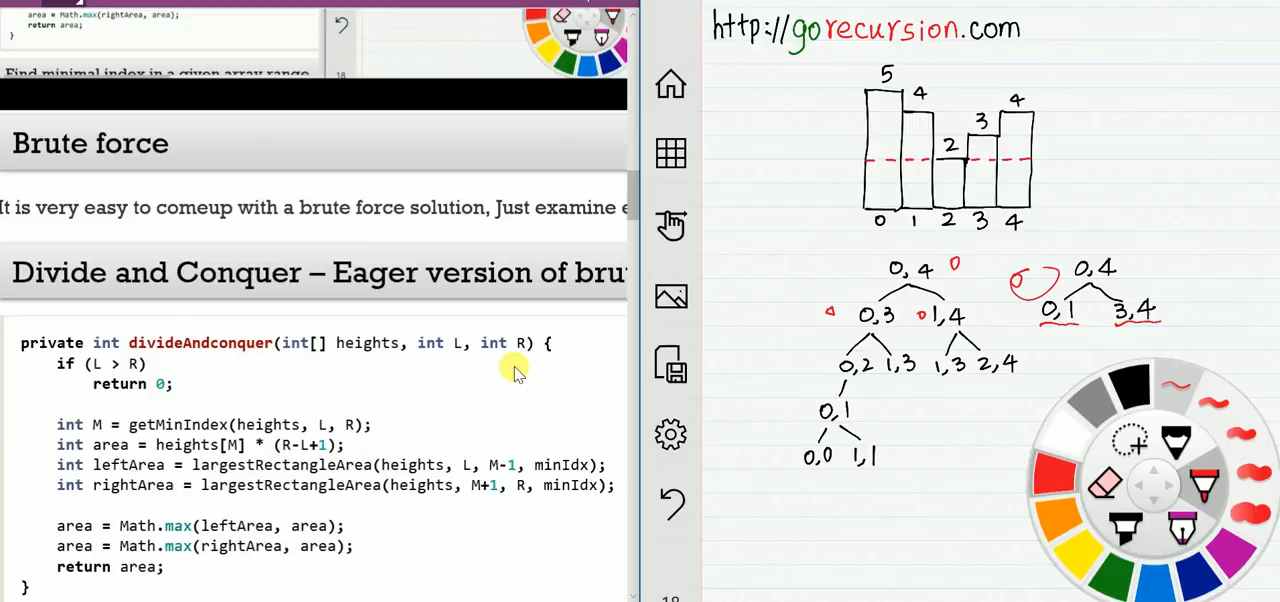 area = Math.max(rightArea, area);
return area;
}
Find minimal index in a given array range
18
Brute force
It is very easy to comeup with a brute force solution, Just examine e
Divide and Conquer – Eager version of bru
private int divideAndconquer(int[] heights, int L, int R) {
if (L > R)
return 0;
int M = getMinIndex(heights, L, R);
int area = heights[M] * (R-L+1);
int leftArea = largestRectangleArea(heights, L, M-1, minIdx);
int rightArea = largestRectangleArea(heights, M+1, R, minIdx);
area = Math.max(leftArea, area);
area = Math.max(rightArea, area);
return area;
}
http://gorecursion.com
5
4
2
3
4
0 1 2 3 4
0,4 0
0,3 0 1,4
0,2 1,3 1,3 2,4
0,1
0,0 1,1
0,4
0,1 3,4